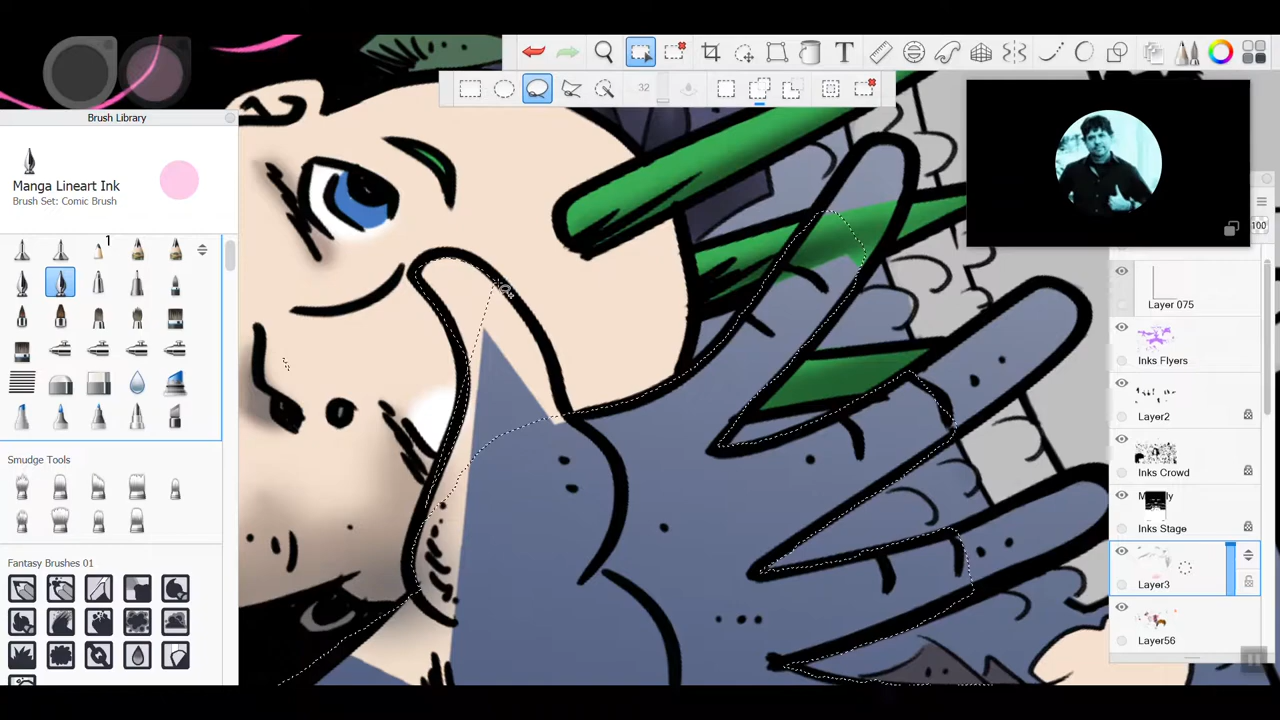 T
32
Brush Library
Manga Lineart Ink
Brush Set: Comic Brush
1
100
Layer 075
Inks Flyers
Layer2
Inks Crowd
Inks Stage
Layer3
Layer56
Smudge Tools
Fantasy Brushes 01